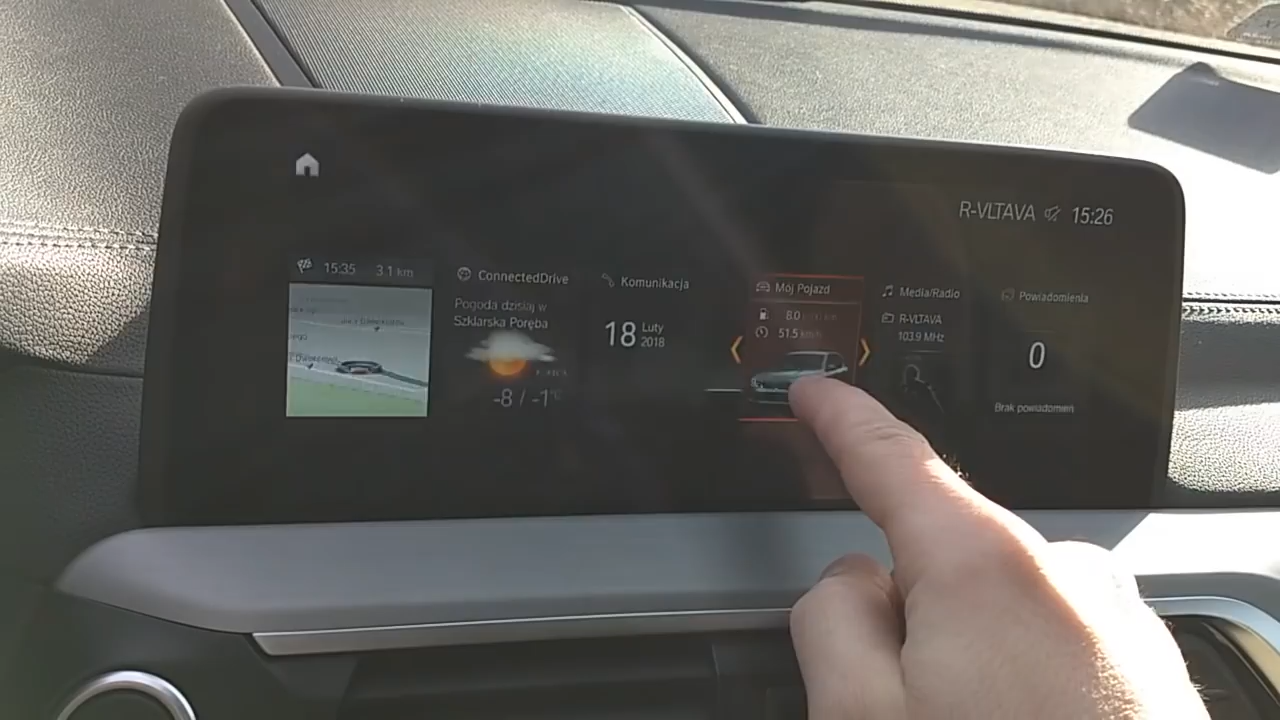 R-VLTAVA 15:26
15:35 3.1 km
ConnectedDrive
Pogoda dzisiaj w
Szklarska Poręba
-8 / -1°C
Komunikacja
18 Luty
2018
Mój Pojazd
8.0
51.5 km/h
Media/Radio
R-VLTAVA
103.9 MHz
Powiadomienia
0
Brak powiadomień